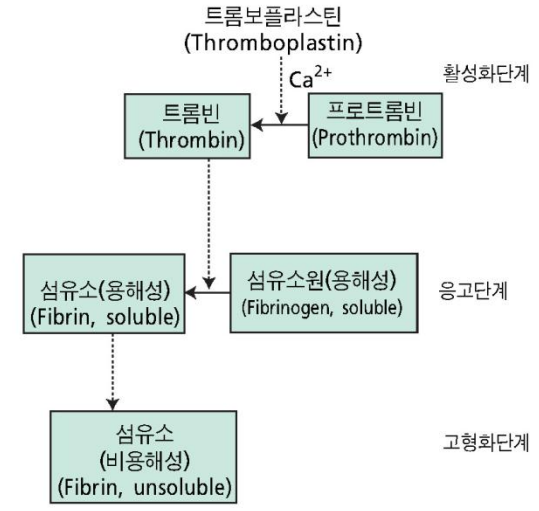 트롬보플라스틴
(Thromboplastin)
Ca2+
활성화단계
트롬빈
(Thrombin)
프로트롬빈
(Prothrombin)
섬유소(용해성)
(Fibrin, soluble)
섬유소원(용해성)
(Fibrinogen, soluble)
응고단계
섬유소
(비용해성)
(Fibrin, unsoluble)
고형화단계